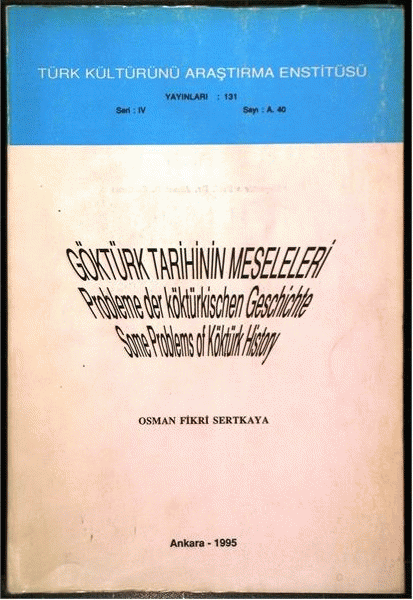 TÜRK KÜLTÜRÜNÜ ARAŞTIRMA ENSTİTÜSÜ
YAYINLARI : 131
Seri : IV Sayı : A. 40
GÖKTÜRK TARİHİNİN MESELELERİ
Probleme der köktürkischen Geschichte
Some Problems of Köktürk History
OSMAN FİKRİ SERTKAYA
Ankara - 1995